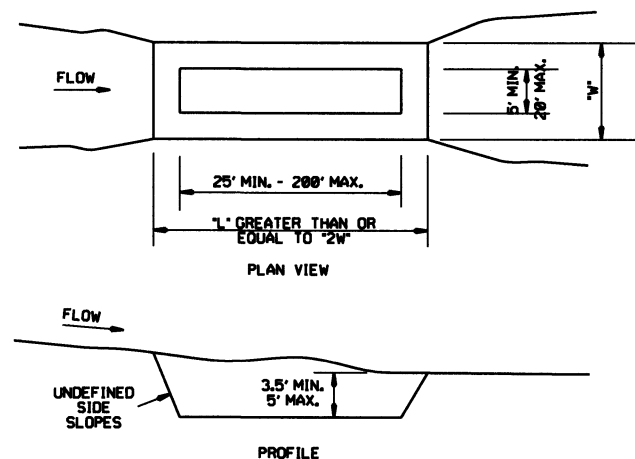 FLOW
5' MIN.
20' MAX.
"W"
25' MIN. - 200' MAX.
"L" GREATER THAN OR
EQUAL TO "2W"
PLAN VIEW
FLOW
UNDEFINED
SIDE
SLOPES
3.5' MIN.
5' MAX.
PROFILE